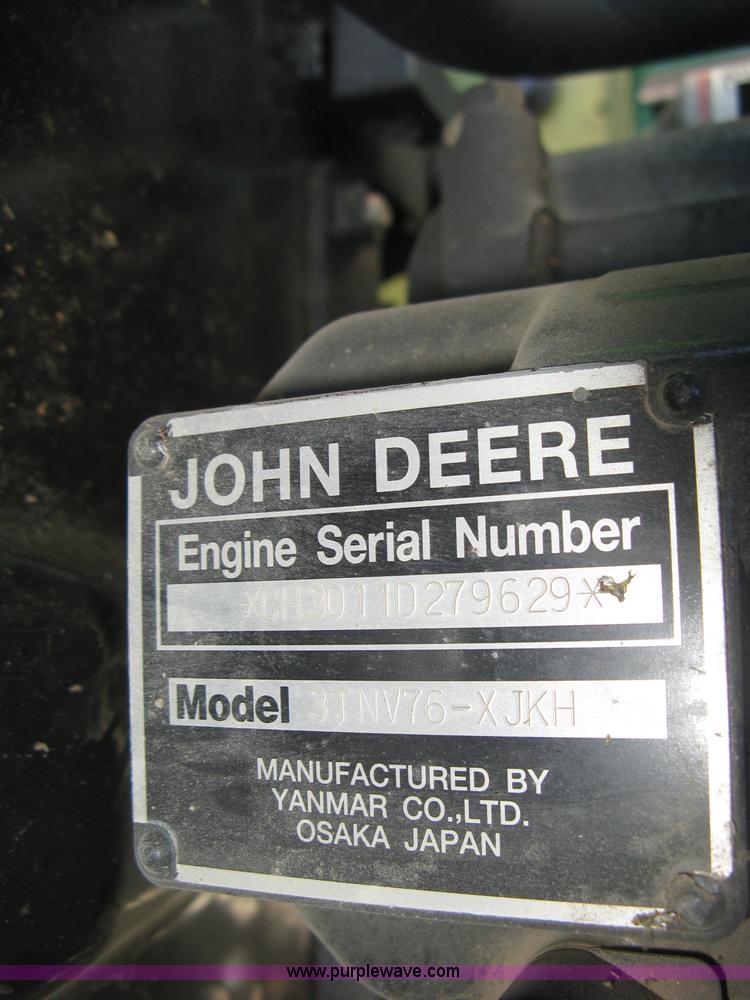 JOHN DEERE
Engine Serial Number
*CH3011D279629*
Model 3TNV76-XJKH
MANUFACTURED BY
YANMAR CO.,LTD.
OSAKA JAPAN
www.purplewave.com